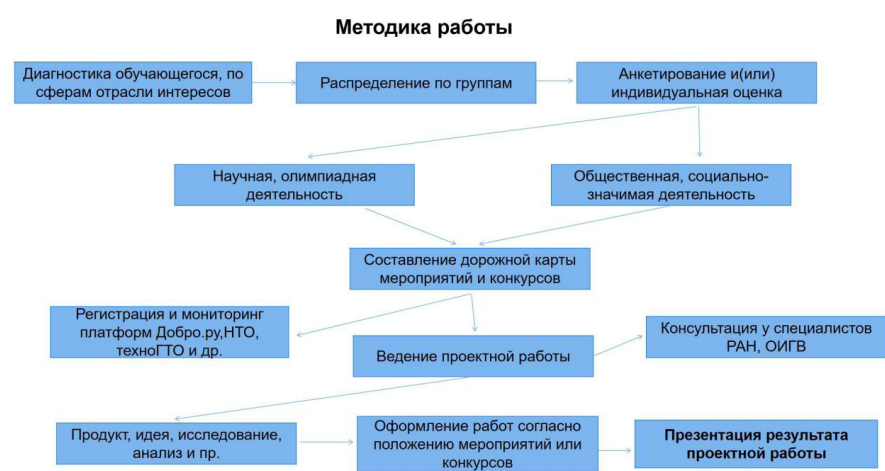 Методика работы
Диагностика обучающегося, по
сферам отрасли интересов
Распределение по группам
Анкетирование и(или)
индивидуальная оценка
Научная, олимпиадная
деятельность
Общественная, социально-
значимая деятельность
Составление дорожной карты
мероприятий и конкурсов
Регистрация и мониторинг
платформ Добро.ру,НТО,
техноГТО и др.
Ведение проектной работы
Консультация у специалистов
РАН, ОИГВ
Продукт, идея, исследование,
анализ и пр.
Оформление работ согласно
положению мероприятий или
конкурсов
Презентация результата
проектной работы